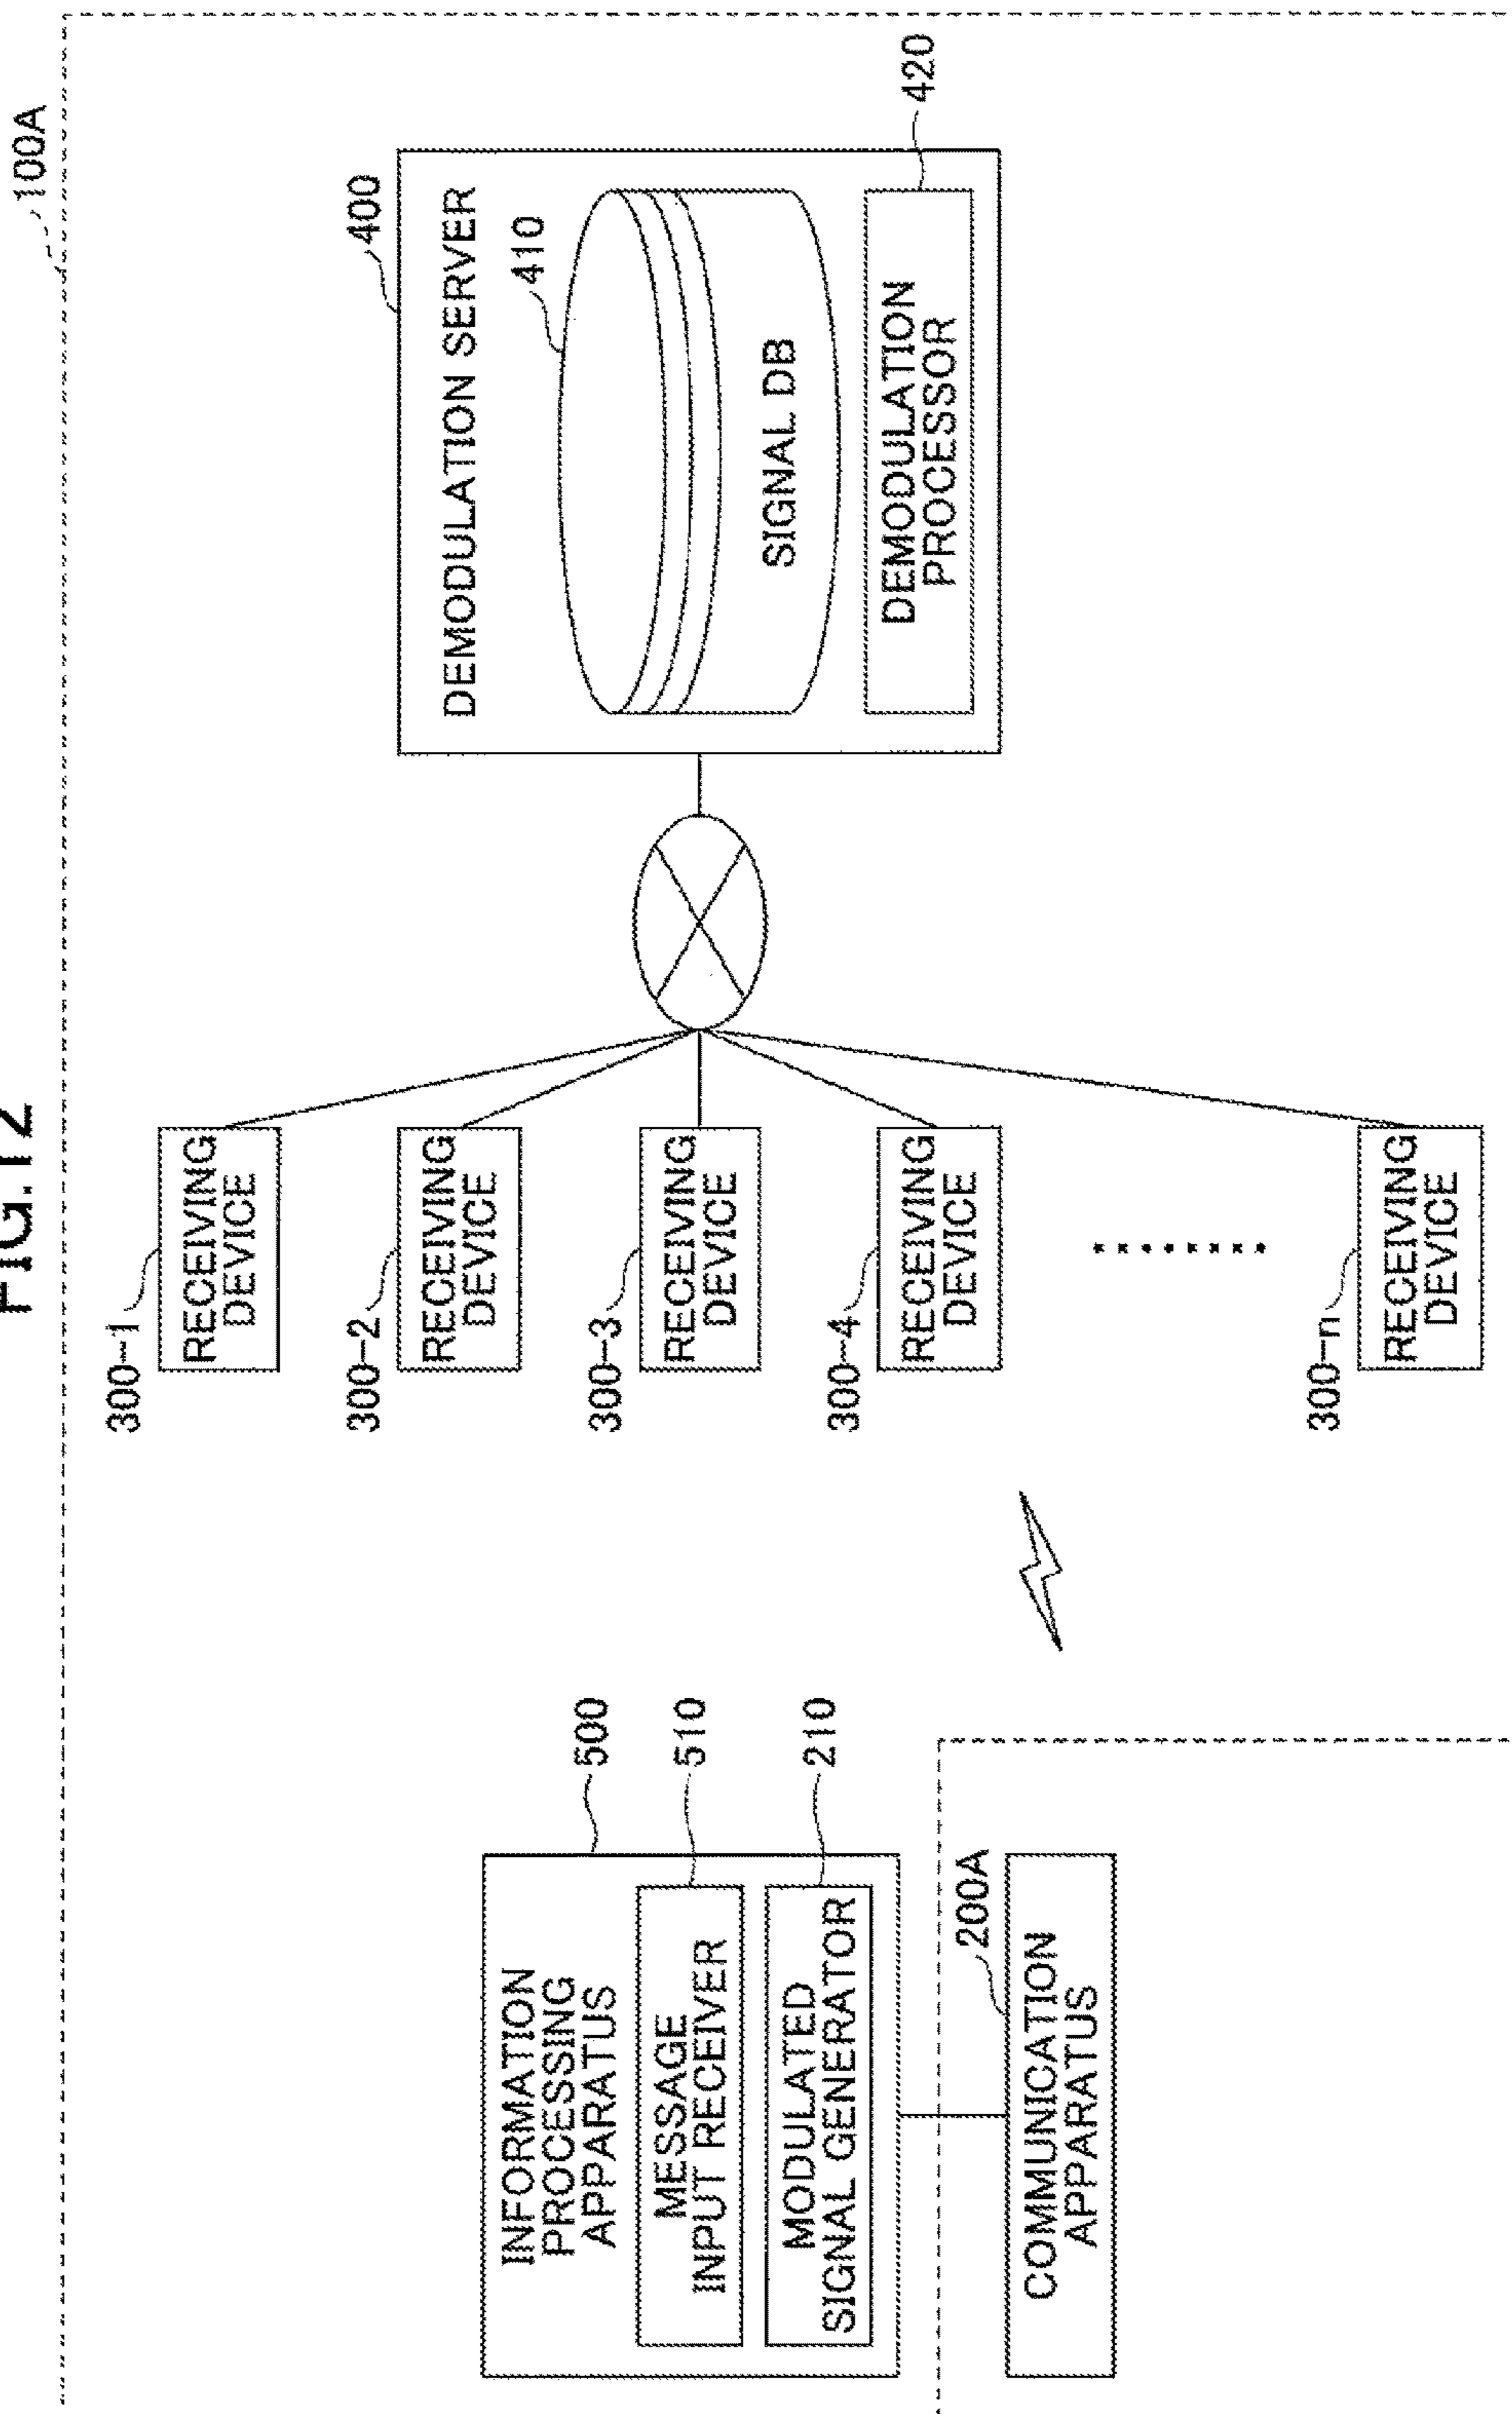 FIG.12
100A
500
INFORMATION
PROCESSING
APPARATUS
510
MESSAGE
INPUT RECEIVER
210
MODULATED
SIGNAL GENERATOR
200A
COMMUNICATION
APPARATUS
300-1
RECEIVING
DEVICE
300-2
RECEIVING
DEVICE
300-3
RECEIVING
DEVICE
300-4
RECEIVING
DEVICE
300-n
RECEIVING
DEVICE
400
DEMODULATION SERVER
410
SIGNAL DB
DEMODULATION
PROCESSOR
420